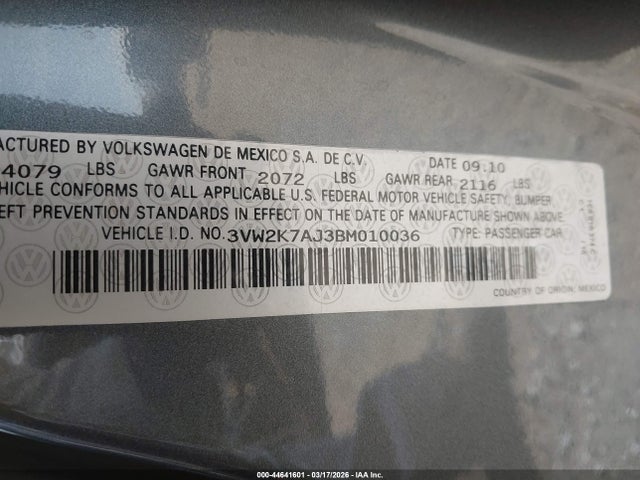 ACTURED BY VOLKSWAGEN DE MEXICO S.A. DE C.V. DATE 09.10
4079 LBS GAWR FRONT 2072 LBS GAWR REAR 2116 LBS
EHICLE CONFORMS TO ALL APPLICABLE U.S. FEDERAL MOTOR VEHICLE SAFETY, BUMPER
EFT PREVENTION STANDARDS IN EFFECT ON THE DATE OF MANUFACTURE SHOWN ABOVE.
VEHICLE I.D. NO. 3VW2K7AJ3BM010036 TYPE: PASSENGER CAR
COUNTRY OF ORIGIN: MEXICO
000-44641601 - 03/17/2026 - IAA Inc.